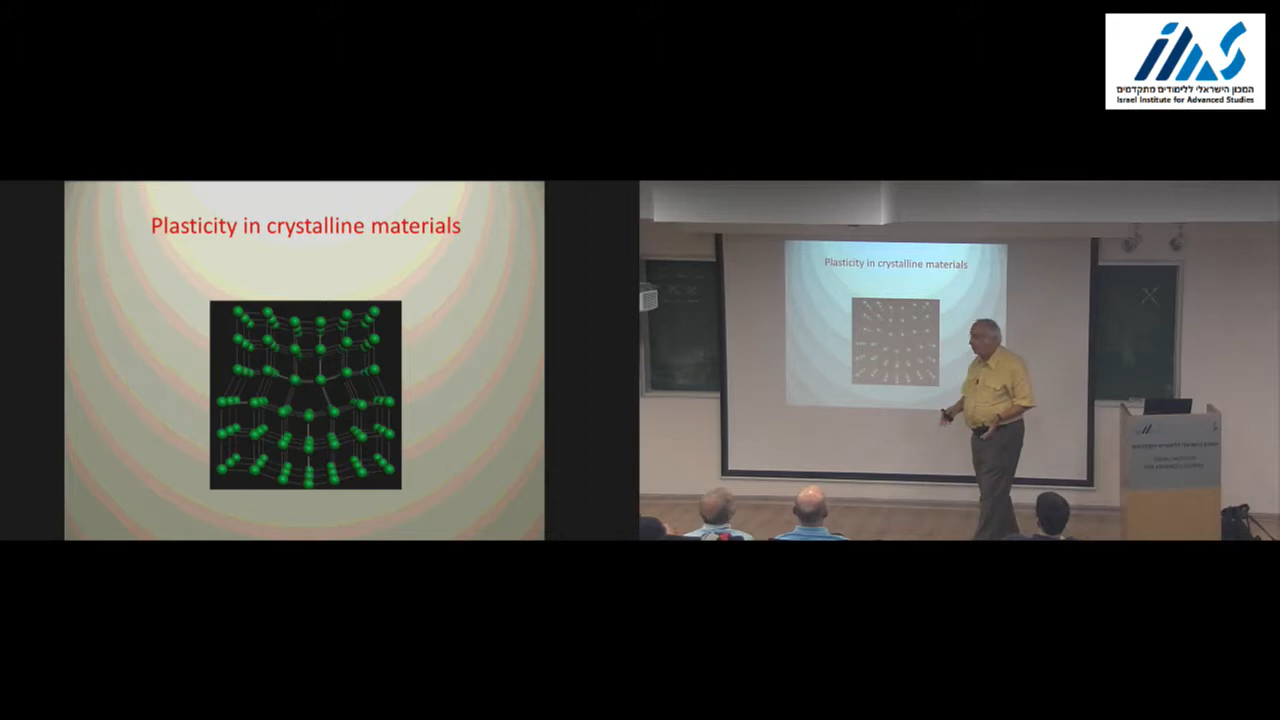 המכון הישראלי ללימודים מתקדמים
Israel Institute for Advanced Studies
Plasticity in crystalline materials
Plasticity in crystalline materials
X